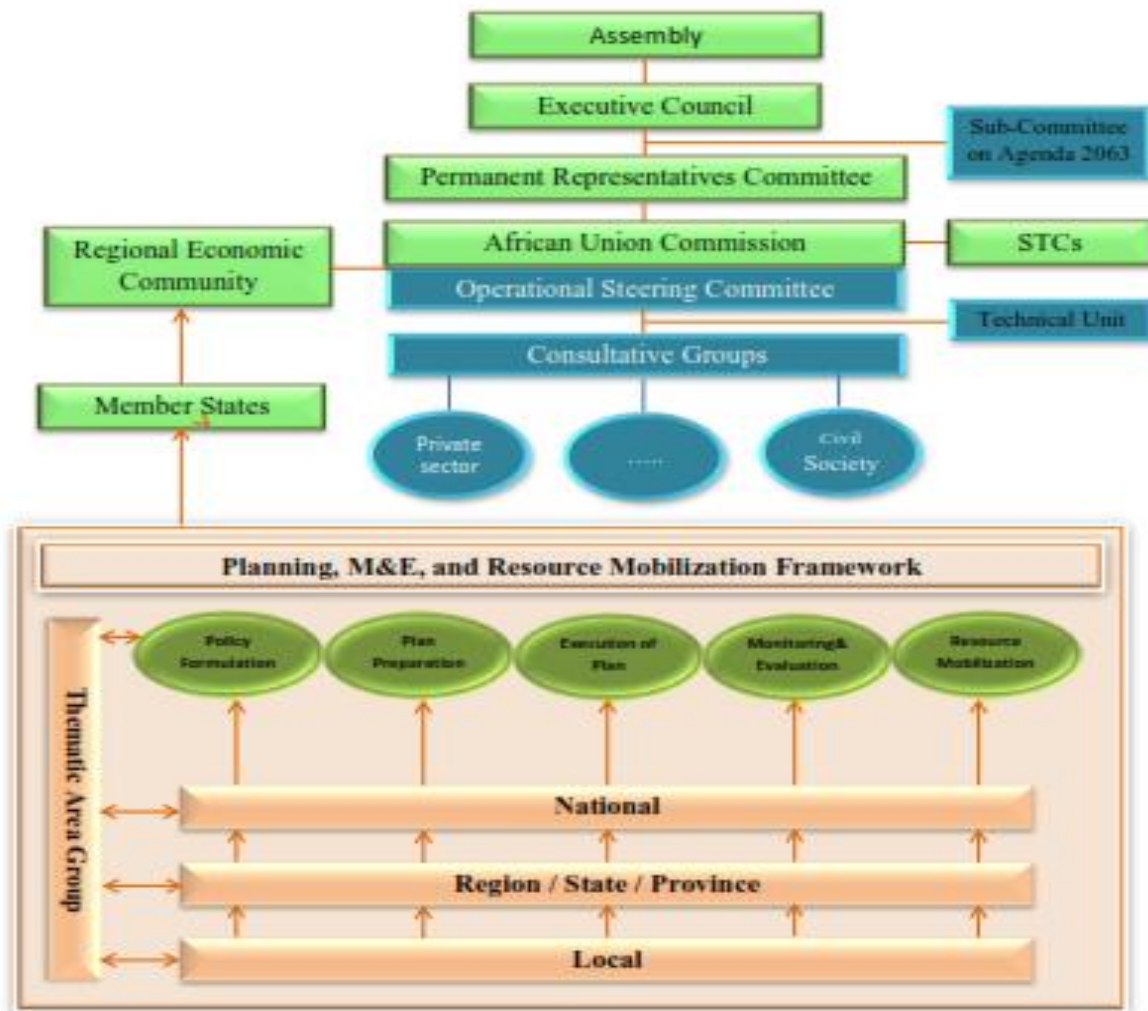 Assembly
Executive Council
Sub-Committee
on Agenda 2063
Permanent Representatives Committee
Regional Economic
Community
African Union Commission
STCs
Operational Steering Committee
Technical Unit
Consultative Groups
Member States
Private
sector
.....
Civil
Society
Planning, M&E, and Resource Mobilization Framework
Thematic Area Group
Policy
Formulation
Plan
Preparation
Execution of
Plan
Monitoring&
Evaluation
Resource
Mobilization
National
Region / State / Province
Local